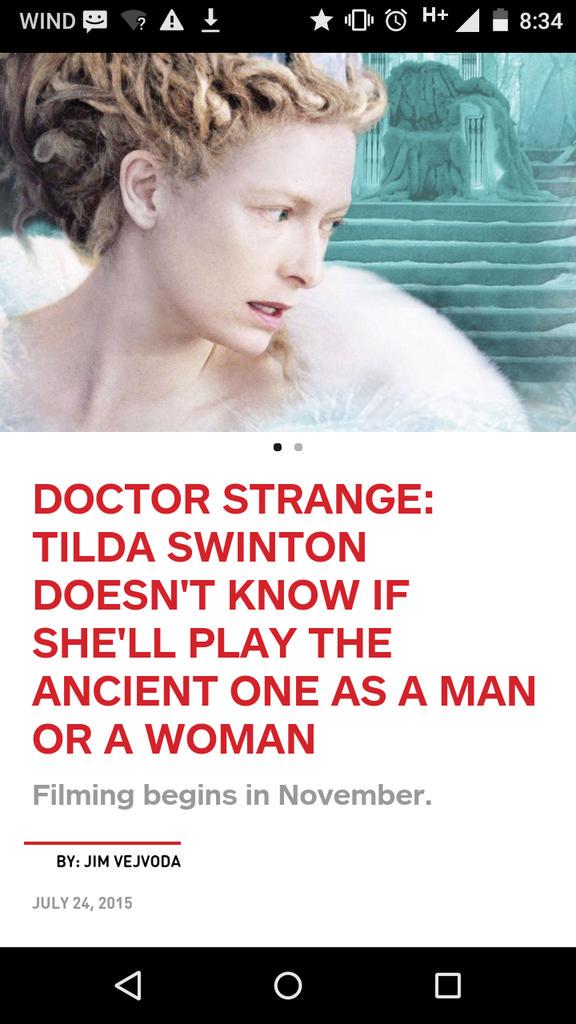 WIND H+ 8:34
DOCTOR STRANGE:
TILDA SWINTON
DOESN'T KNOW IF
SHE'LL PLAY THE
ANCIENT ONE AS A MAN
OR A WOMAN
Filming begins in November.
BY: JIM VEJVODA
JULY 24, 2015